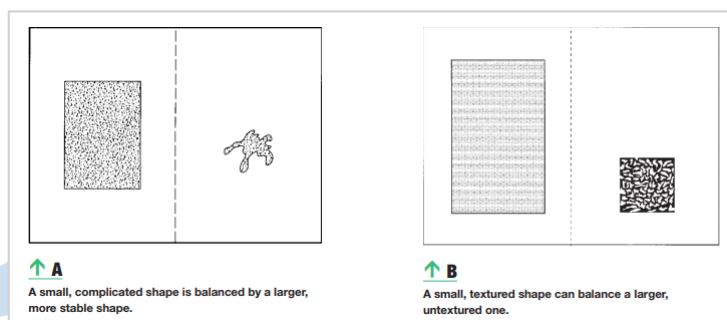 ↑ A
A small, complicated shape is balanced by a larger,
more stable shape.
↑ B
A small, textured shape can balance a larger,
untextured one.